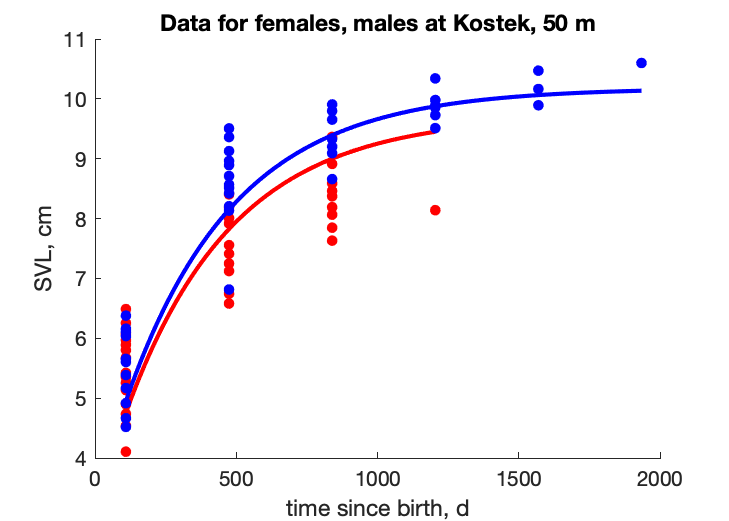 Data for females, males at Kostek, 50 m
11
10
9
8
7
6
5
4
SVL, cm
0 500 1000 1500 2000
time since birth, d